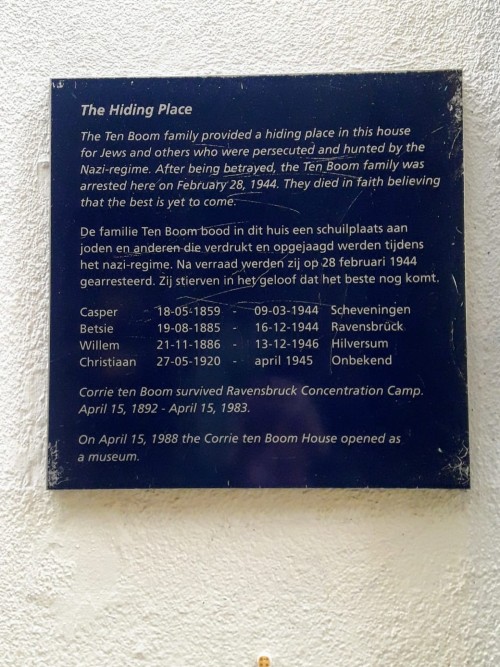 The Hiding Place
The Ten Boom family provided a hiding place in this house
for Jews and others who were persecuted and hunted by the
Nazi-regime. After being betrayed, the Ten Boom family was
arrested here on February 28, 1944. They died in faith believing
that the best is yet to come.
De familie Ten Boom bood in dit huis een schuilplaats aan
joden en anderen die verdrukt en opgejaagd werden tijdens
het nazi-regime. Na verraad werden zij op 28 februari 1944
gearresteerd. Zij stierven in het geloof dat het beste nog komt.
Casper 18-05-1859 - 09-03-1944 Scheveningen
Betsie 19-08-1885 - 16-12-1944 Ravensbrück
Willem 21-11-1886 - 13-12-1946 Hilversum
Christiaan 27-05-1920 - april 1945 Onbekend
Corrie ten Boom survived Ravensbruck Concentration Camp.
April 15, 1892 - April 15, 1983.
On April 15, 1988 the Corrie ten Boom House opened as
a museum.